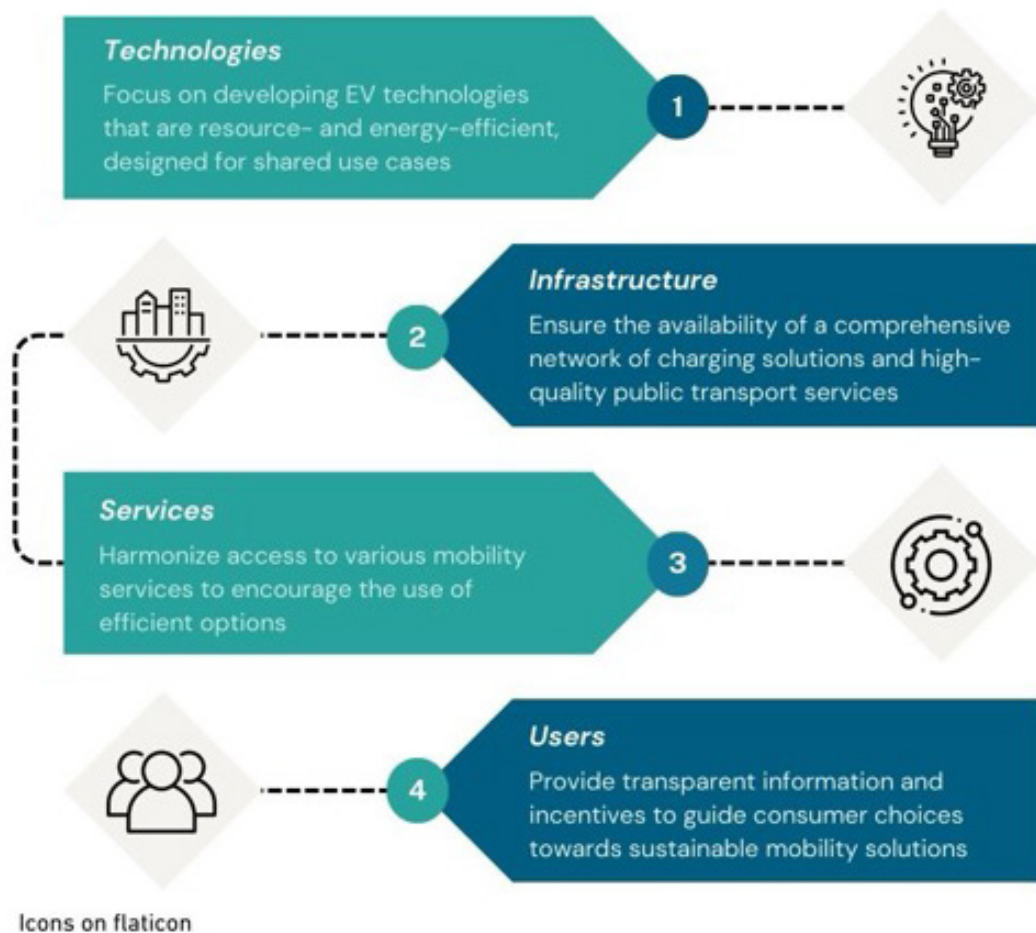 Technologies
Focus on developing EV technologies
that are resource- and energy-efficient,
designed for shared use cases
1
Infrastructure
Ensure the availability of a comprehensive
network of charging solutions and high-
quality public transport services
2
Services
Harmonize access to various mobility
services to encourage the use of
efficient options
3
Users
Provide transparent information and
incentives to guide consumer choices
towards sustainable mobility solutions
4
Icons on flaticon